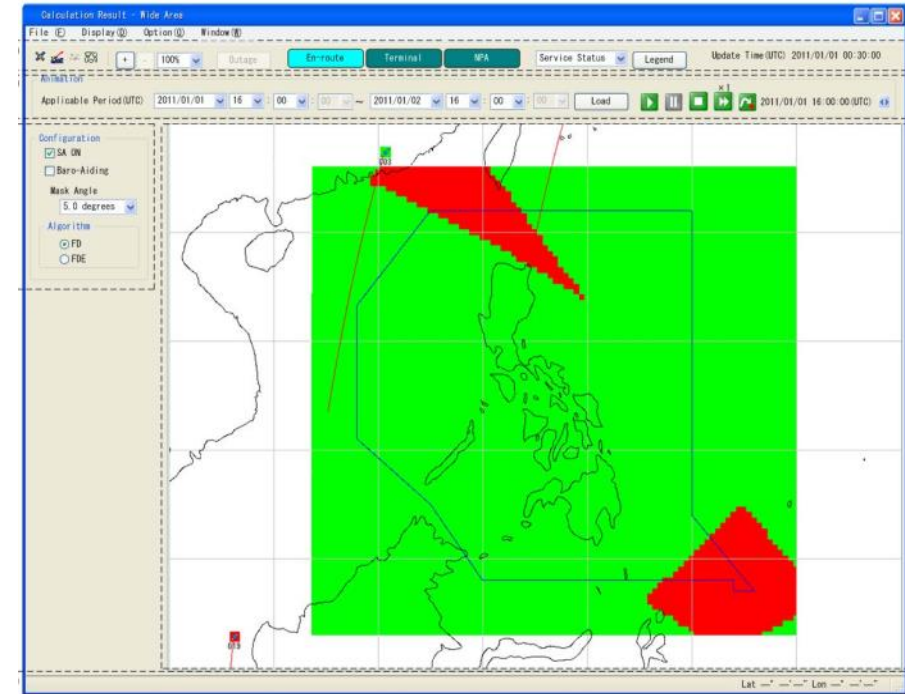 Calculation Result - Wide Area
File (F) Display(D) Option(O) Window(W)
+ - 100% Outage En-route Terminal NPA Service Status Legend Update Time(UTC) 2011/01/01 00:30:00
Animation
×1
Applicable Period(UTC) 2011/01/01 16 : 00 : 00 ~ 2011/01/02 16 : 00 : 00 Load 2011/01/01 16:00:00(UTC)
Configuration
SA ON
Baro-Aiding
Mask Angle
5.0 degrees
Algorithm
FD
FDE
Lat —°—'—" Lon —°—'—"